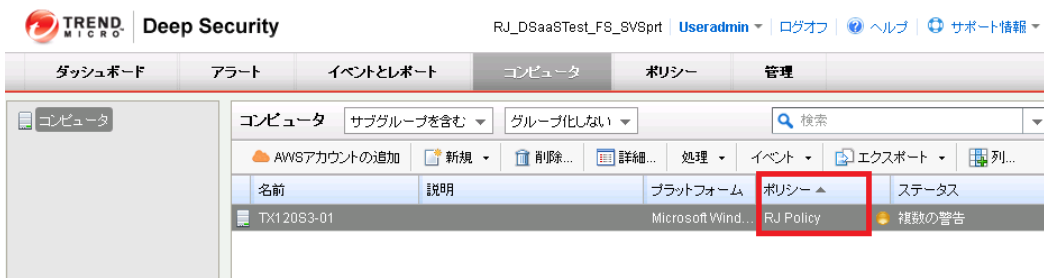 TREND MICRO Deep Security RJ_DSaaSTest_FS_SVSprt Useradmin ログオフ ヘルプ サポート情報
ダッシュボード アラート イベントとレポート コンピュータ ポリシー 管理
コンピュータ コンピュータ サブグループを含む グループ化しない 検索
AWSアカウントの追加 新規 削除... 詳細... 処理 イベント エクスポート 列...
名前 説明 プラットフォーム ポリシー ステータス
TX120S3-01 Microsoft Wind... RJ Policy 複数の警告